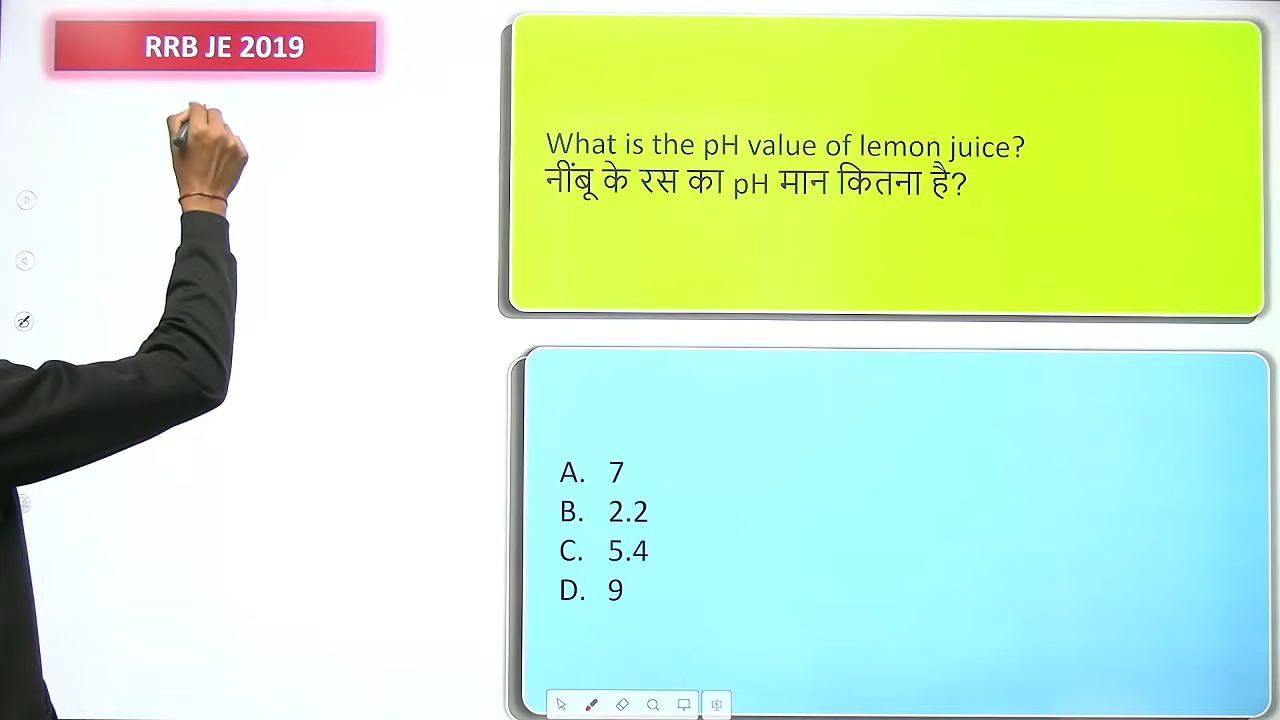 RRB JE 2019
What is the pH value of lemon juice?
नींबू के रस का pH मान कितना है?
A. 7
B. 2.2
C. 5.4
D. 9